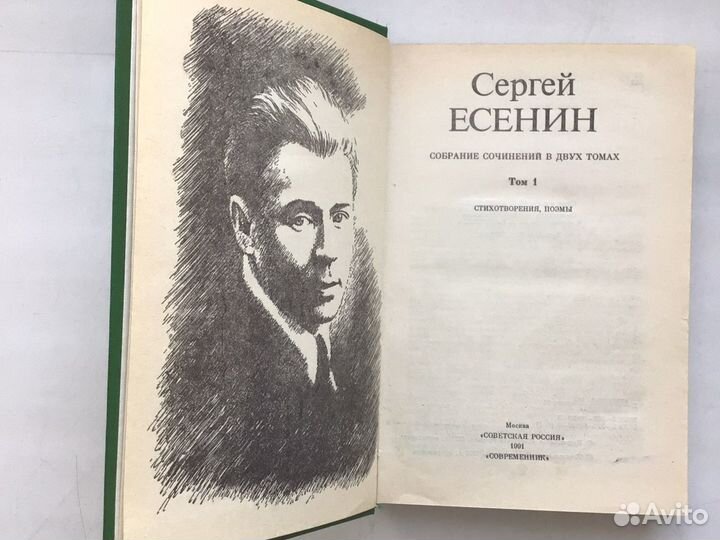 Сергей
ЕСЕНИН
СОБРАНИЕ СОЧИНЕНИЙ В ДВУХ ТОМАХ
Том 1
СТИХОТВОРЕНИЯ, ПОЭМЫ
Москва
«СОВЕТСКАЯ РОССИЯ»
1991
«СОВРЕМЕННИК»
Avito